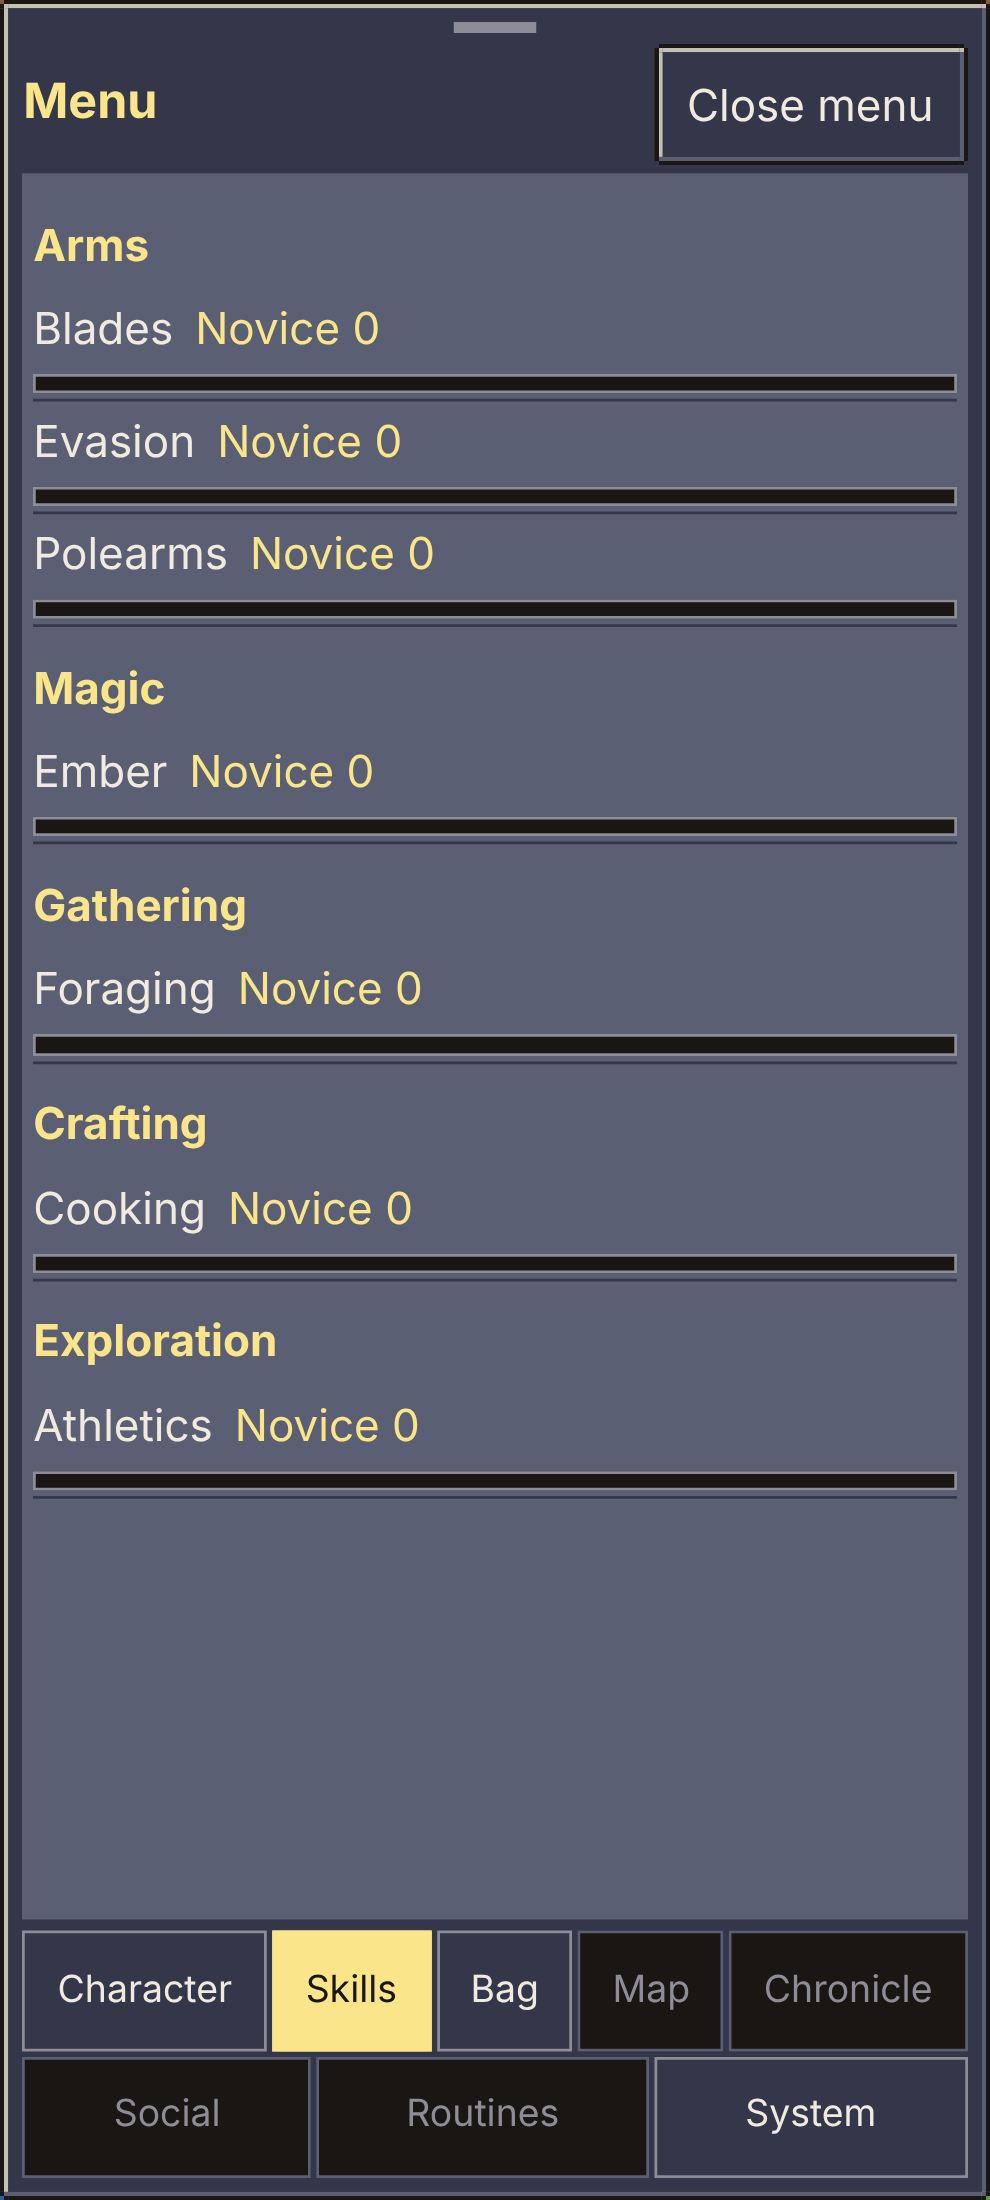 Menu
Close menu
Arms
Blades Novice 0
Evasion Novice 0
Polearms Novice 0
Magic
Ember Novice 0
Gathering
Foraging Novice 0
Crafting
Cooking Novice 0
Exploration
Athletics Novice 0
Character Skills Bag Map Chronicle
Social Routines System